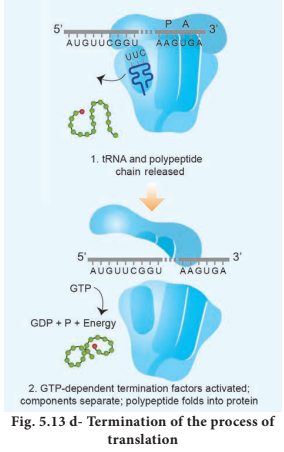 P A
5' 3'
AUGUUCGGU AAGUGA
UUC
1. tRNA and polypeptide
chain released
5' 3'
AUGUUCGGU AAGUGA
GTP
GDP + P + Energy
2. GTP-dependent termination factors activated;
components separate; polypeptide folds into protein
Fig. 5.13 d- Termination of the process of
translation